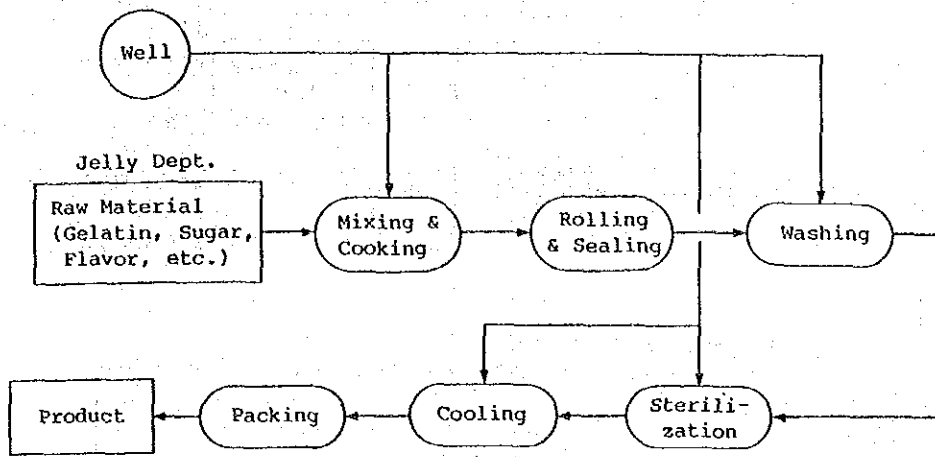 Well
Jelly Dept.
Raw Material
(Gelatin, Sugar,
Flavor, etc.)
Mixing &
Cooking
Rolling
& Sealing
Washing
Product
Packing
Cooling
Sterili-
zation